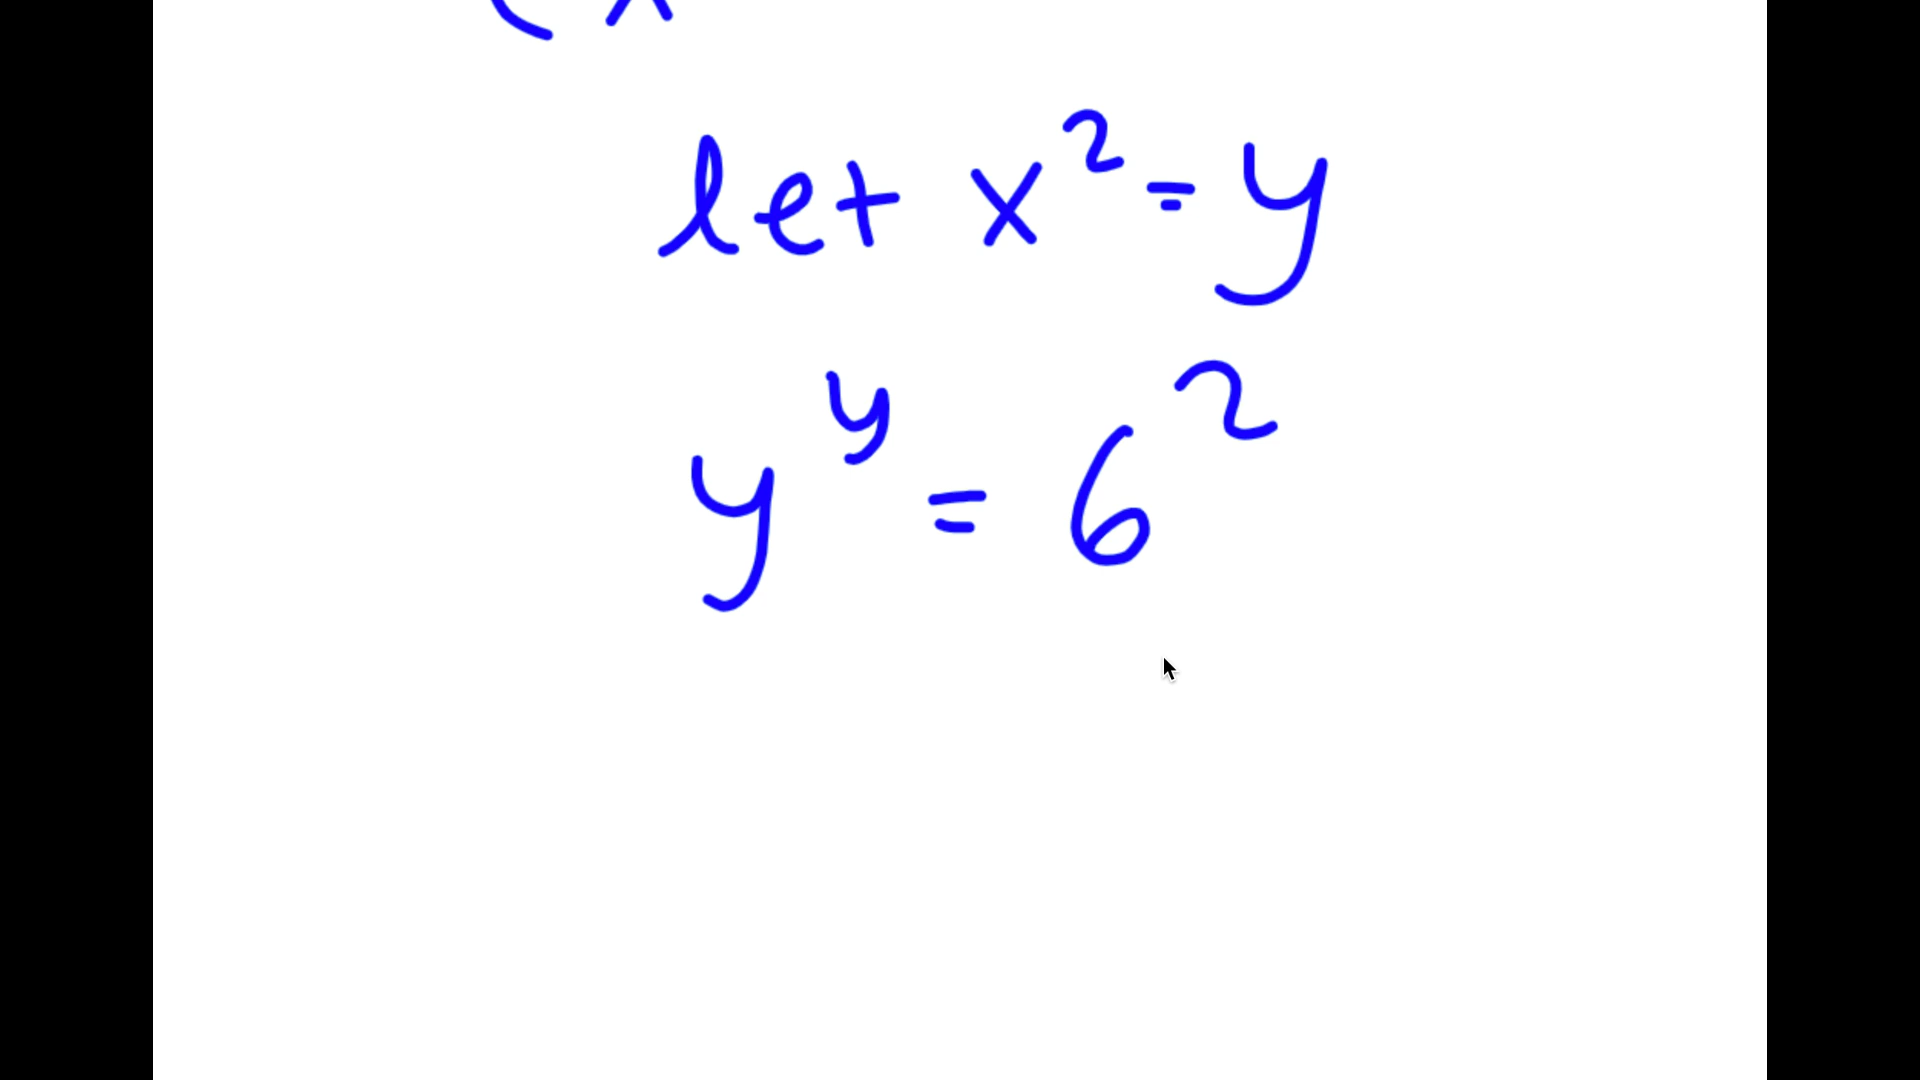 (x
let x² = y
y^y = 6²